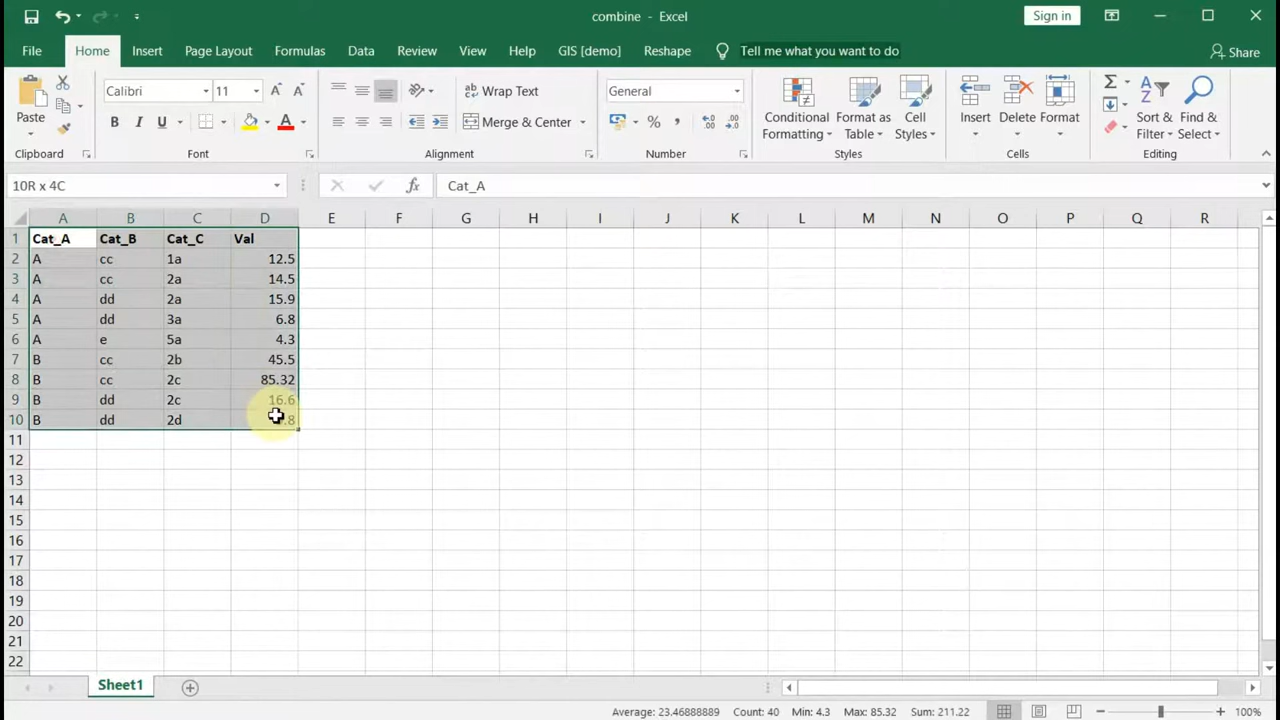 combine - Excel
Sign in
File Home Insert Page Layout Formulas Data Review View Help GIS [demo] Reshape Tell me what you want to do Share
Paste
Calibri 11
B I U A
Wrap Text
Merge & Center
General
%
Conditional Formatting
Format as Table
Cell Styles
Insert
Delete
Format
Sort & Filter
Find & Select
Clipboard Font Alignment Number Styles Cells Editing
10R x 4C fx Cat_A
A B C D E F G H I J K L M N O P Q R
1 Cat_A Cat_B Cat_C Val
2 A cc 1a 12.5
3 A cc 2a 14.5
4 A dd 2a 15.9
5 A dd 3a 6.8
6 A e 5a 4.3
7 B cc 2b 45.5
8 B cc 2c 85.32
9 B dd 2c 16.6
10 B dd 2d .8
11
12
13
14
15
16
17
18
19
20
21
22
Sheet1
Average: 23.46888889 Count: 40 Min: 4.3 Max: 85.32 Sum: 211.22 100%